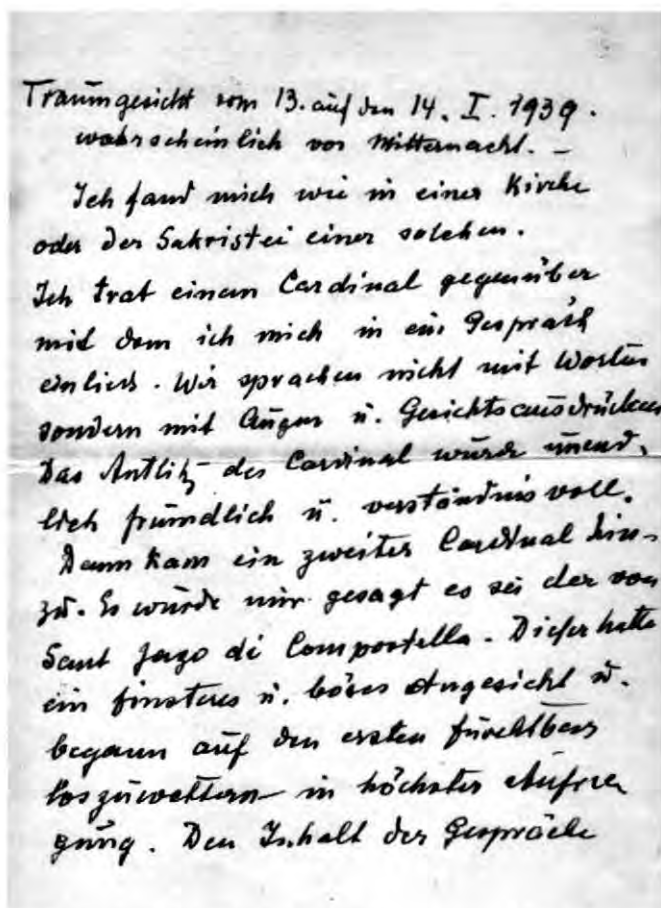 Traumgesicht vom 13. auf den 14. I. 1939.
wahrscheinlich vor Mitternacht. –
Ich fand mich wie in einer Kirche
oder der Sakristei einer solchen.
Ich trat einem Cardinal gegenüber
mit dem ich mich in ein Gespräch
einließ. Wir sprachen nicht mit Worten
sondern mit Augen u. Gesichtsausdrücken
Das Antlitz des Cardinal wurde unend-
lich freundlich u. verständnisvoll.
Dann kam ein zweiter Cardinal hin-
zu. Es wurde mir gesagt es sei der von
Sant Jago di Compostella. Dieser hatte
ein finsteres u. böses Angesicht u.
begann auf den ersten furchtbar
loszuwettern in höchster Aufre
gung. Den Inhalt der Gespräche